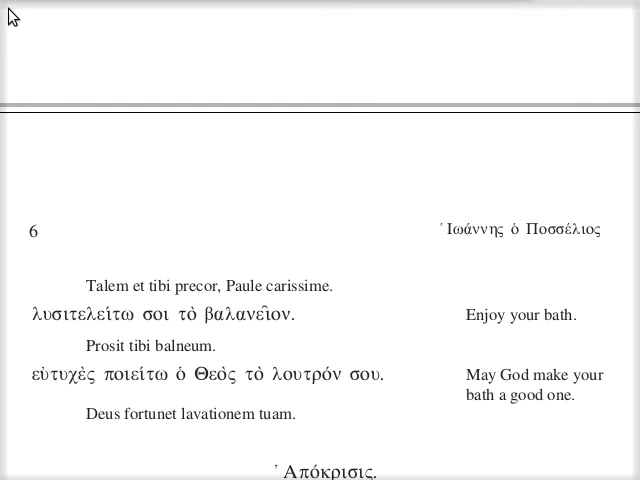 6
Ἰωάννης ὁ Ποσσέλιος
Talem et tibi precor, Paule carissime.
λυσιτελείτω σοι τὸ βαλανεῖον.
Enjoy your bath.
Prosit tibi balneum.
εὐτυχὲς ποιείτω ὁ Θεὸς τὸ λουτρόν σου.
May God make your
bath a good one.
Deus fortunet lavationem tuam.
Ἀπόκρισις.